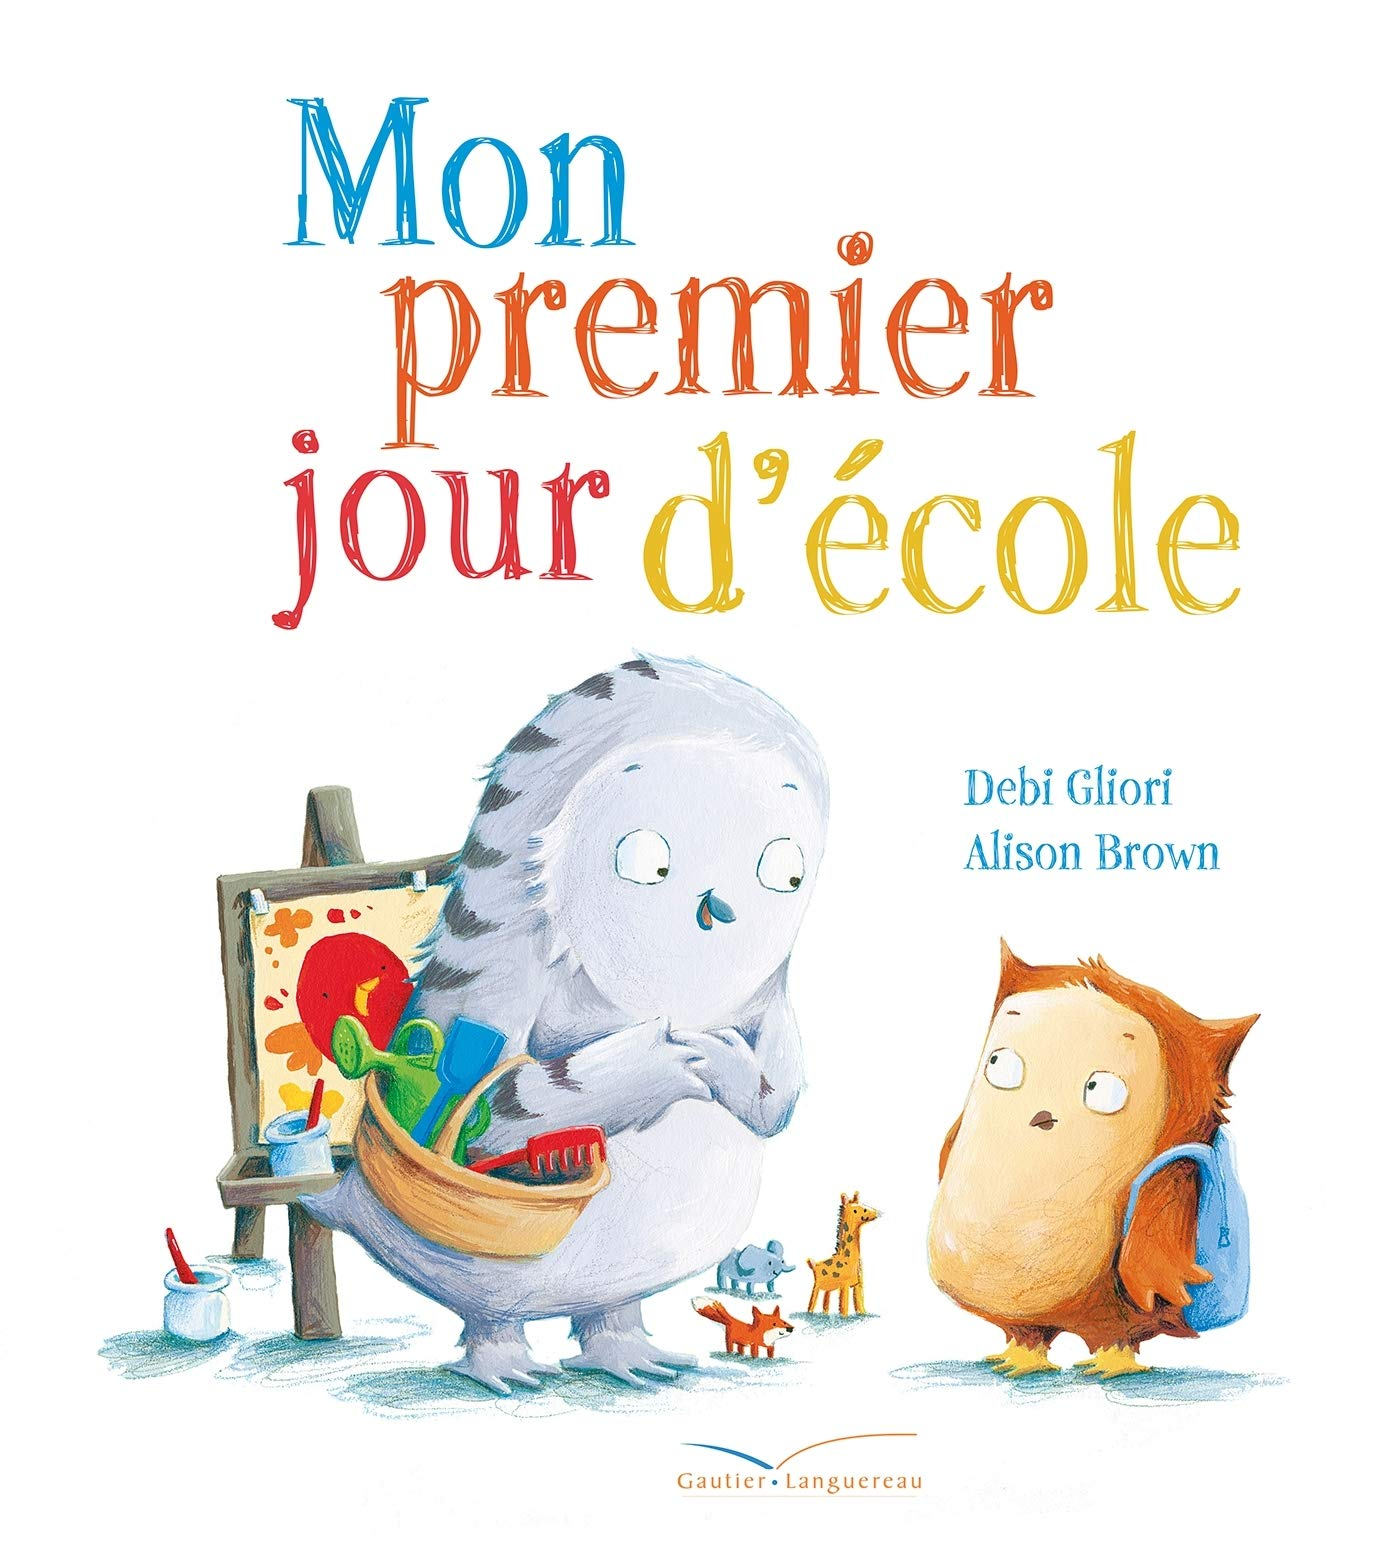 Mon
premier
jour d'école
Debi Gliori
Alison Brown
Gautier • Languereau